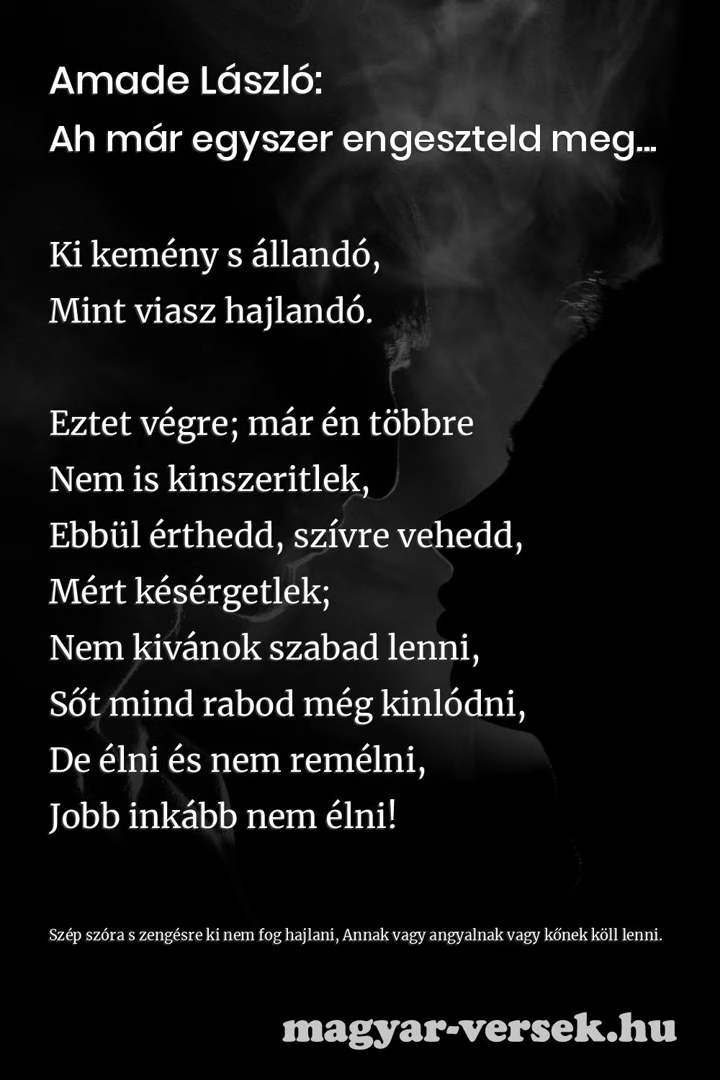 Amade László:
Ah már egyszer engeszteld meg...
Ki kemény s állandó,
Mint viasz hajlandó.
Eztet végre; már én többre
Nem is kinszeritlek,
Ebbül érthedd, szívre vehedd,
Mért késérgetlek;
Nem kivánok szabad lenni,
Sőt mind rabod még kinlódni,
De élni és nem remélni,
Jobb inkább nem élni!
Szép szóra s zengésre ki nem fog hajlani, Annak vagy angyalnak vagy kőnek köll lenni.
magyar-versek.hu